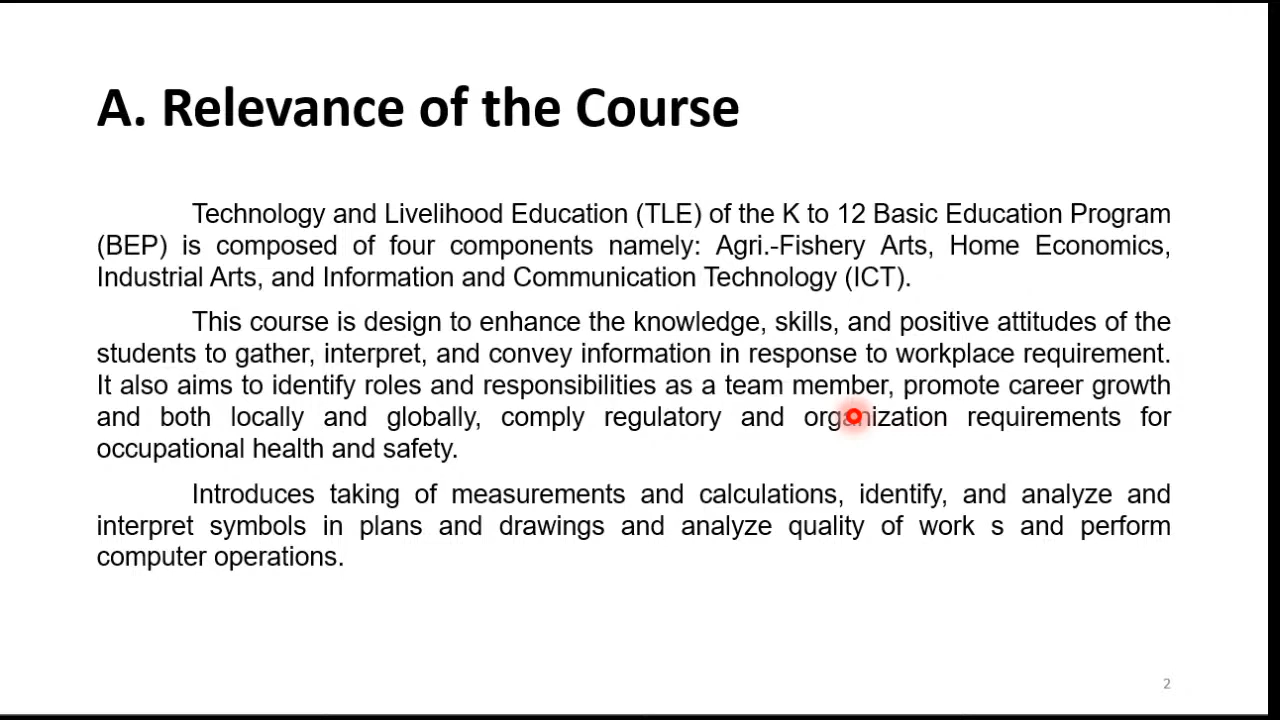 A. Relevance of the Course
Technology and Livelihood Education (TLE) of the K to 12 Basic Education Program
(BEP) is composed of four components namely: Agri.-Fishery Arts, Home Economics,
Industrial Arts, and Information and Communication Technology (ICT).
This course is design to enhance the knowledge, skills, and positive attitudes of the
students to gather, interpret, and convey information in response to workplace requirement.
It also aims to identify roles and responsibilities as a team member, promote career growth
and both locally and globally, comply regulatory and organization requirements for
occupational health and safety.
Introduces taking of measurements and calculations, identify, and analyze and
interpret symbols in plans and drawings and analyze quality of work s and perform
computer operations.
2